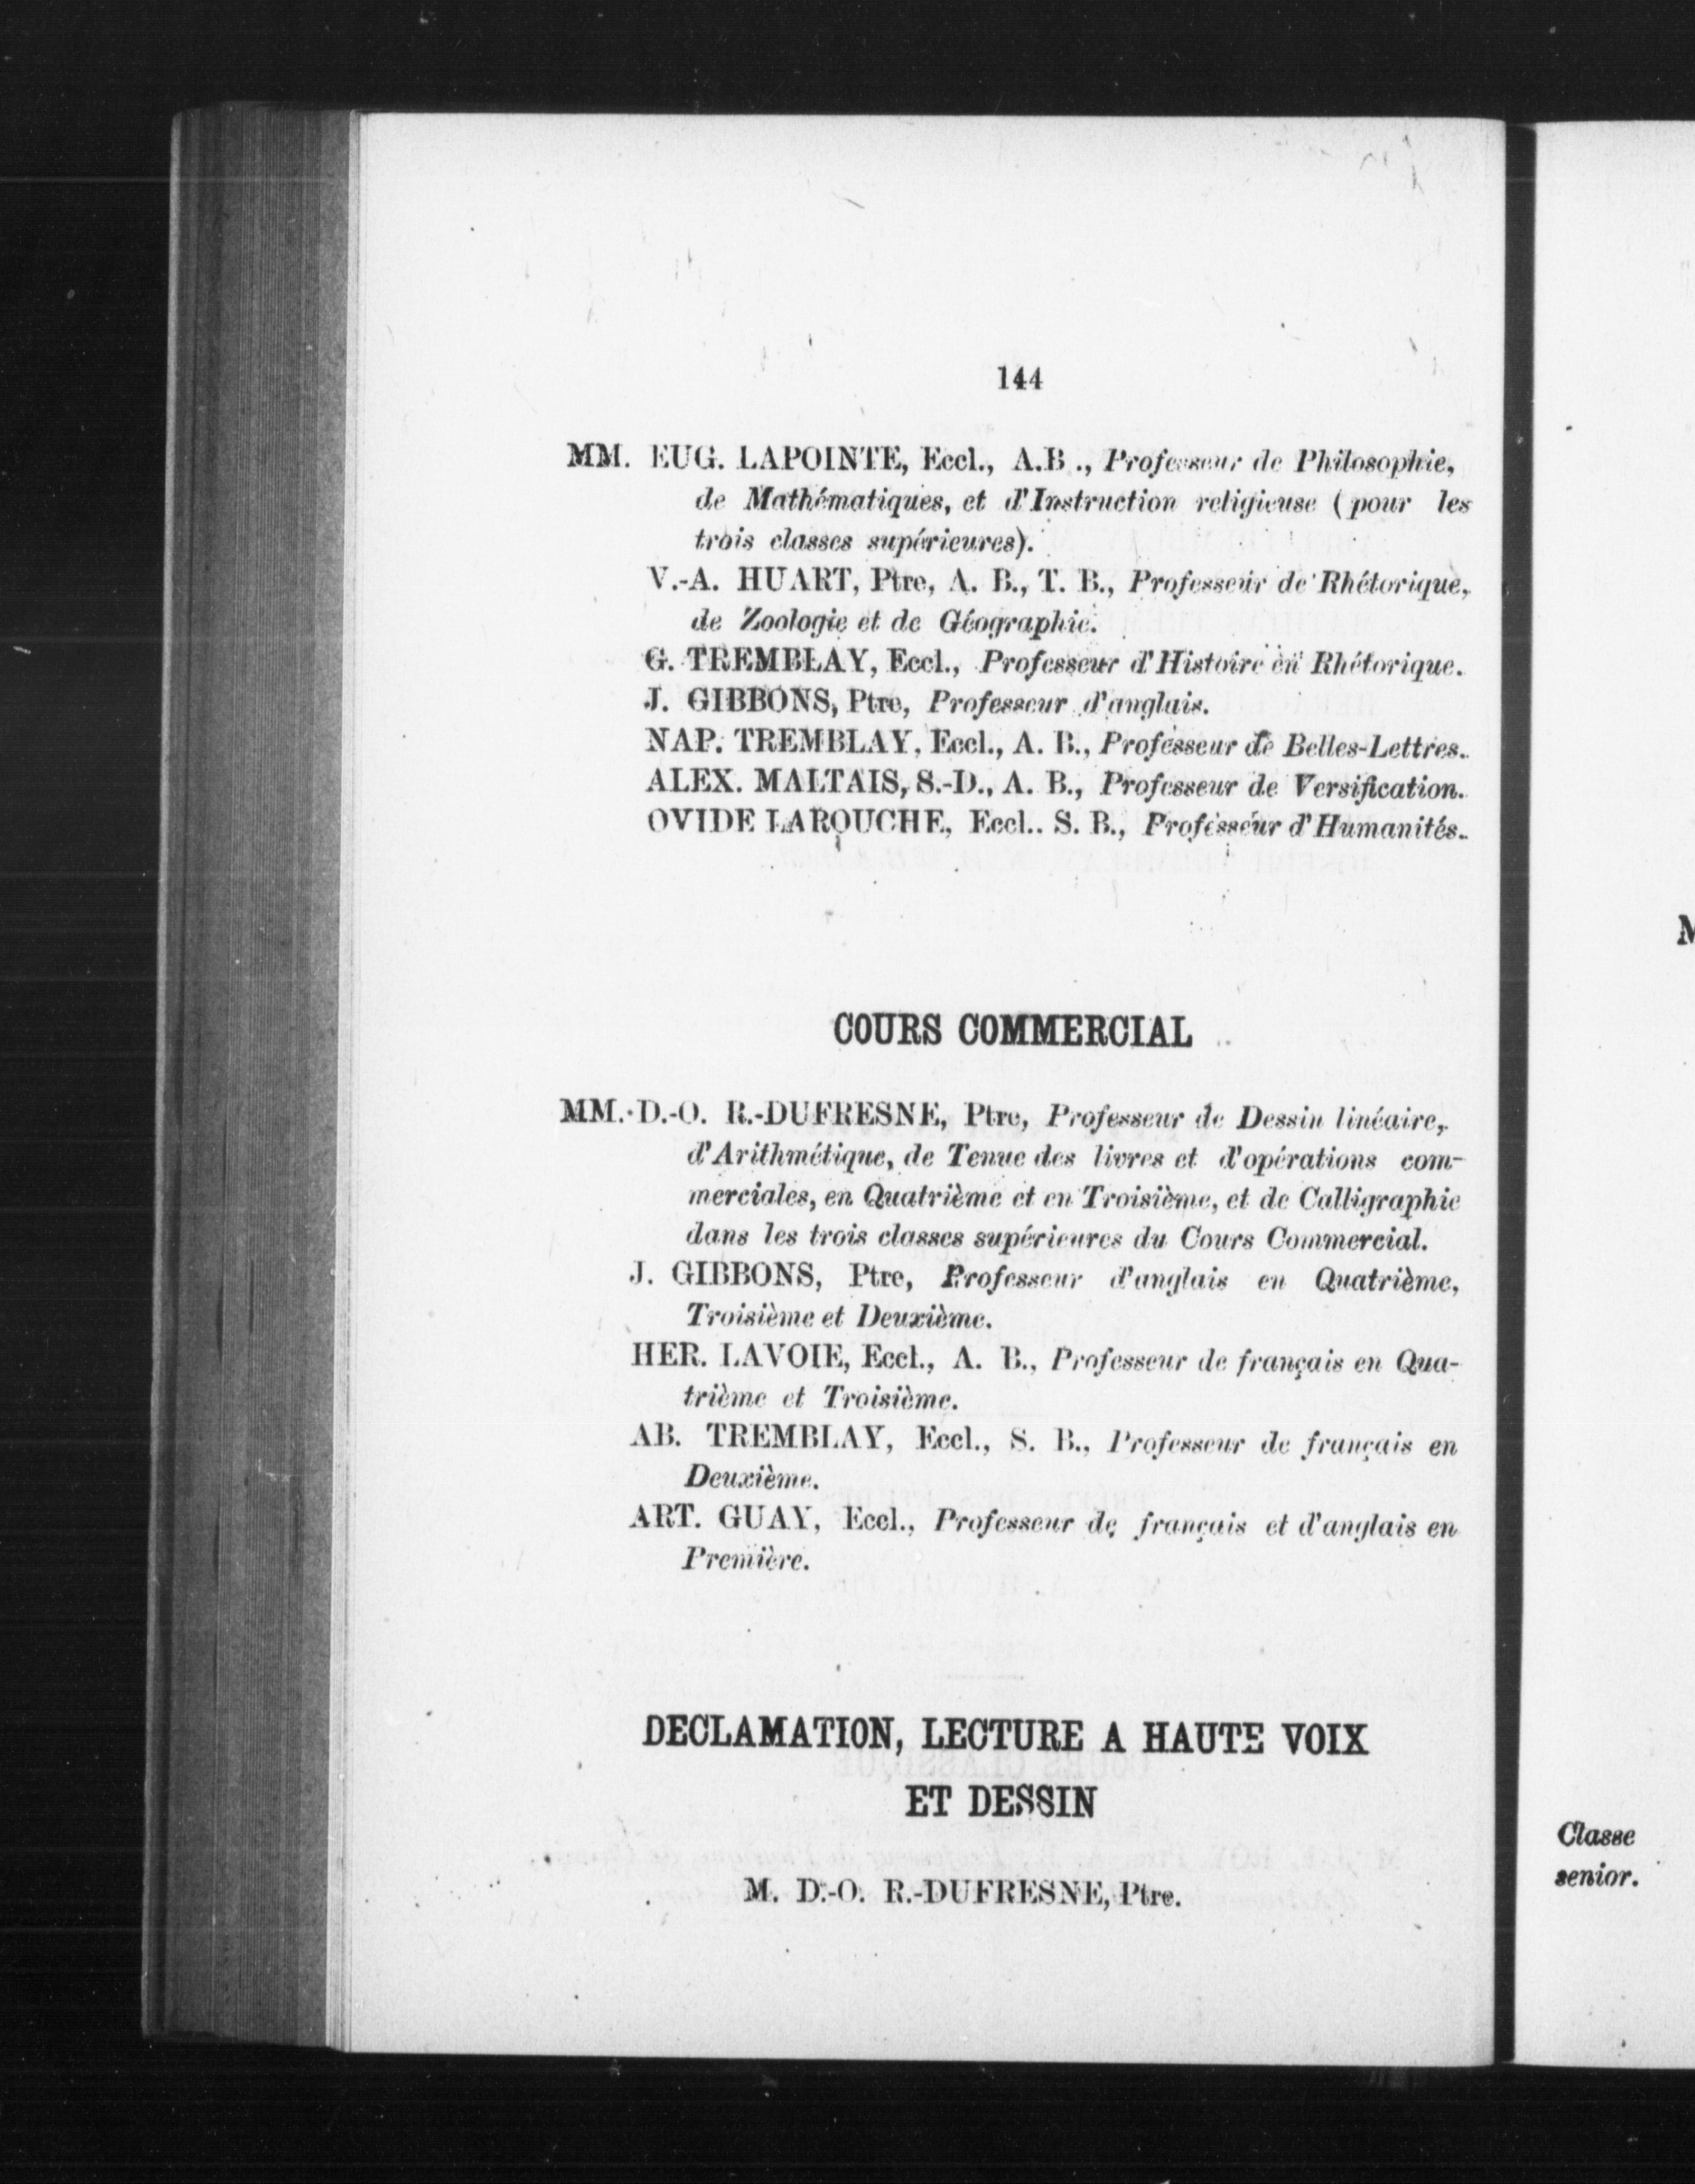 144
MM. EUG. LAPOINTE, Eccl., A.B., Professeur de Philosophie,
de Mathématiques, et d'Instruction religieuse (pour les
trois classes supérieures).
V.-A. HUART, Ptre, A. B., T. B., Professeur de Rhétorique,
de Zoologie et de Géographie.
G. TREMBLAY, Eccl., Professeur d'Histoire en Rhétorique.
J. GIBBONS, Ptre, Professeur d'anglais.
NAP. TREMBLAY, Eccl., A. B., Professeur de Belles-Lettres.
ALEX. MALTAIS, S.-D., A. B., Professeur de Versification.
OVIDE LAROUCHE, Eccl.. S. B., Professeur d'Humanités.
COURS COMMERCIAL
MM. D.-O. R.-DUFRESNE, Ptre, Professeur de Dessin linéaire,
d'Arithmétique, de Tenue des livres et d'opérations com-
merciales, en Quatrième et en Troisième, et de Calligraphie
dans les trois classes supérieures du Cours Commercial.
J. GIBBONS, Ptre, Professeur d'anglais en Quatrième,
Troisième et Deuxième.
HER. LAVOIE, Eccl., A. B., Professeur de français en Qua-
trième et Troisième.
AB. TREMBLAY, Eccl., S. B., Professeur de français en
Deuxième.
ART. GUAY, Eccl., Professeur de français et d'anglais en
Première.
DECLAMATION, LECTURE A HAUTE VOIX
ET DESSIN
M. D.-O. R.-DUFRESNE, Ptre.
Classe
senior.